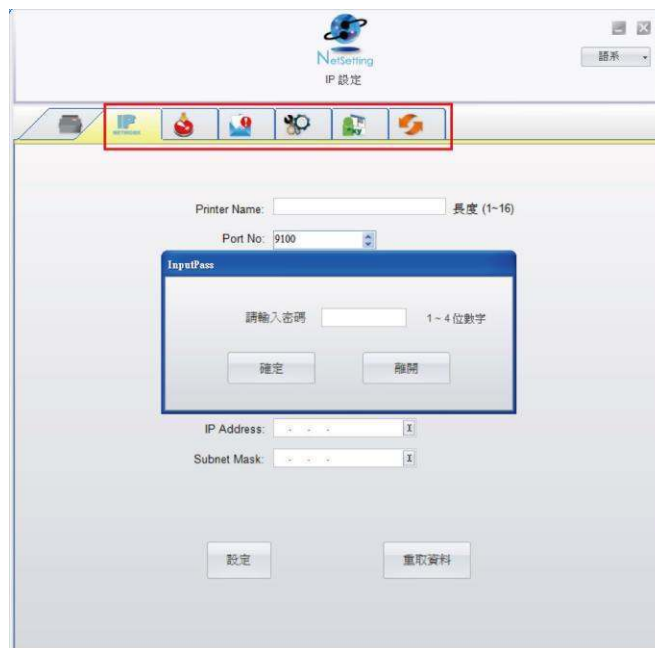 NetSetting
語系
IP 設定
IP
NETWORK
Printer Name:
長度 (1~16)
Port No: 9100
InputPass
請輸入密碼
1 ~ 4 位數字
確定
離開
IP Address: . . . I
Subnet Mask: . . . I
設定
重取資料